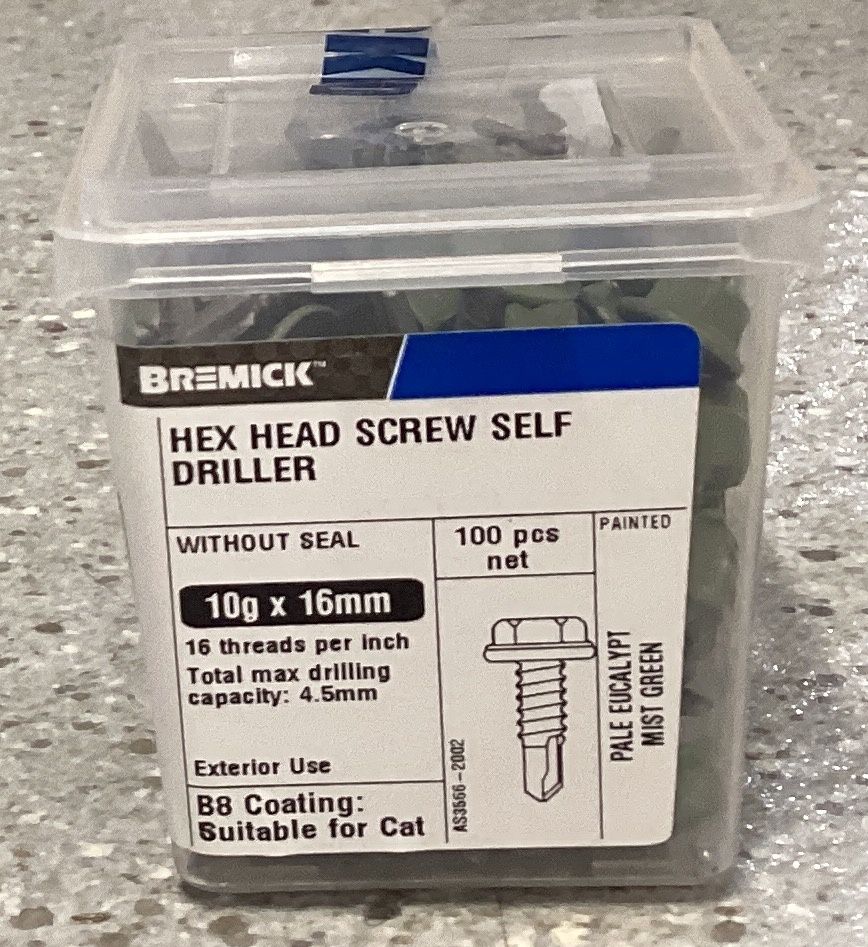 BREMICK™
HEX HEAD SCREW SELF
DRILLER
WITHOUT SEAL
10g x 16mm
16 threads per inch
Total max drilling
capacity: 4.5mm
Exterior Use
B8 Coating:
Suitable for Cat
100 pcs
net
AS3566-2002
PAINTED
PALE EUCALYPT
MIST GREEN